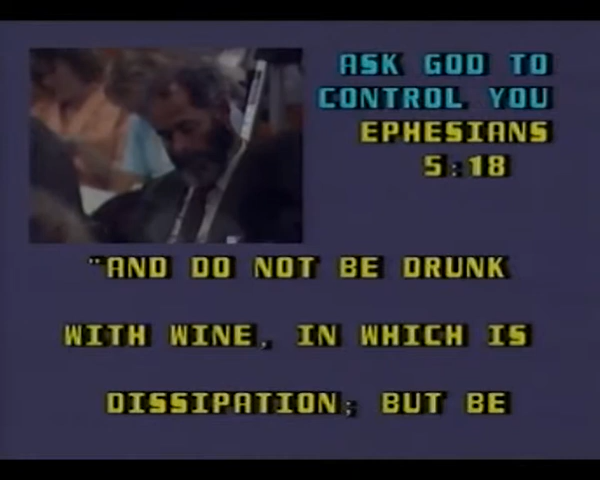 ASK GOD TO
CONTROL YOU
EPHESIANS
5:18
"AND DO NOT BE DRUNK
WITH WINE, IN WHICH IS
DISSIPATION; BUT BE